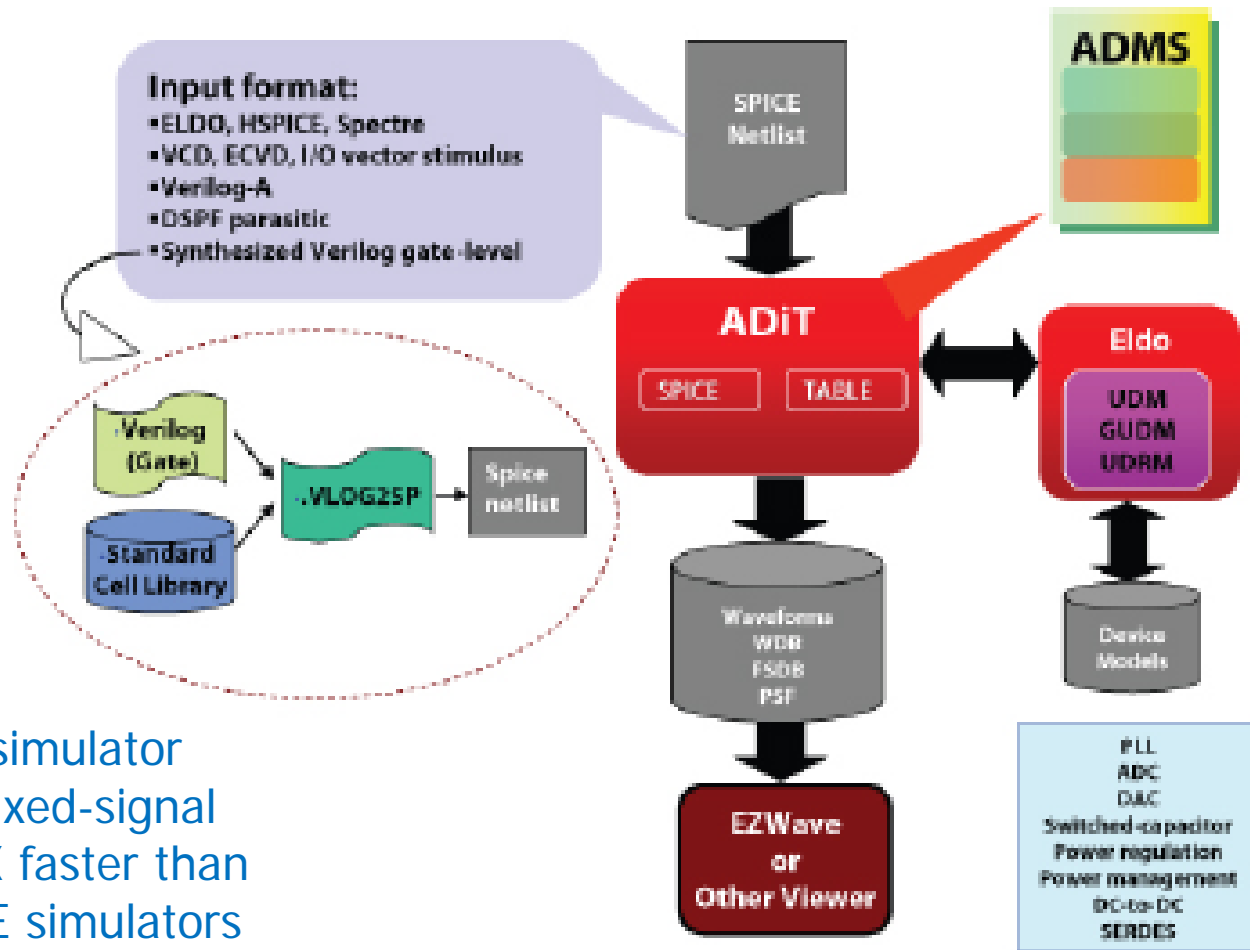 Input format:
▪ELDO, HSPICE, Spectre
▪VCD, ECVD, I/O vector stimulus
▪Verilog-A
▪DSPF parasitic
▪Synthesized Verilog gate-level
SPICE
Netlist
ADMS
ADiT
SPICE
TABLE
Eldo
UDM
GUDM
UDRM
Verilog
(Gate)
Standard
Cell Library
.VLOG2SP
Spice
netlist
Waveforms
WDB
FSDB
PSF
Device
Models
EZWave
or
Other Viewer
PLL
ADC
DAC
Switched-capacitor
Power regulation
Power management
DC-to-DC
SERDES
simulator
xed-signal
faster than
E simulators